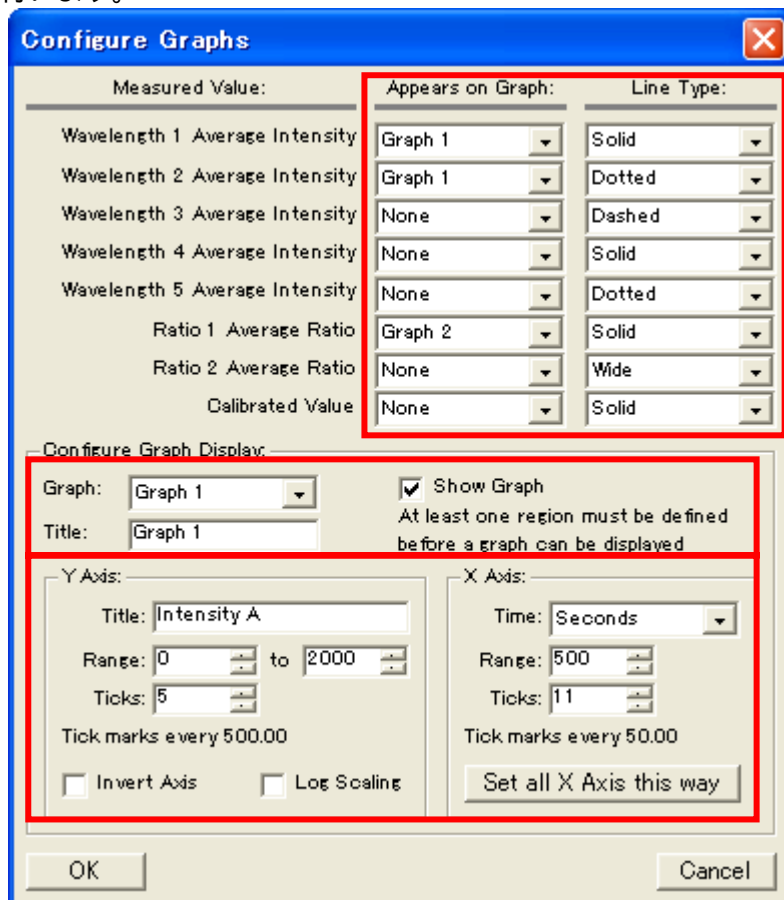 行います。
Configure Graphs
Measured Value: Appears on Graph: Line Type:
Wavelength 1 Average Intensity Graph 1 Solid
Wavelength 2 Average Intensity Graph 1 Dotted
Wavelength 3 Average Intensity None Dashed
Wavelength 4 Average Intensity None Solid
Wavelength 5 Average Intensity None Dotted
Ratio 1 Average Ratio Graph 2 Solid
Ratio 2 Average Ratio None Wide
Calibrated Value None Solid
Configure Graph Display:
Graph: Graph 1 Show Graph
Title: Graph 1 At least one region must be defined
before a graph can be displayed
Y Axis: X Axis:
Title: Intensity A Time: Seconds
Range: 0 to 2000 Range: 500
Ticks: 5 Ticks: 11
Tick marks every 500.00 Tick marks every 50.00
Invert Axis Log Scaling Set all X Axis this way
OK Cancel